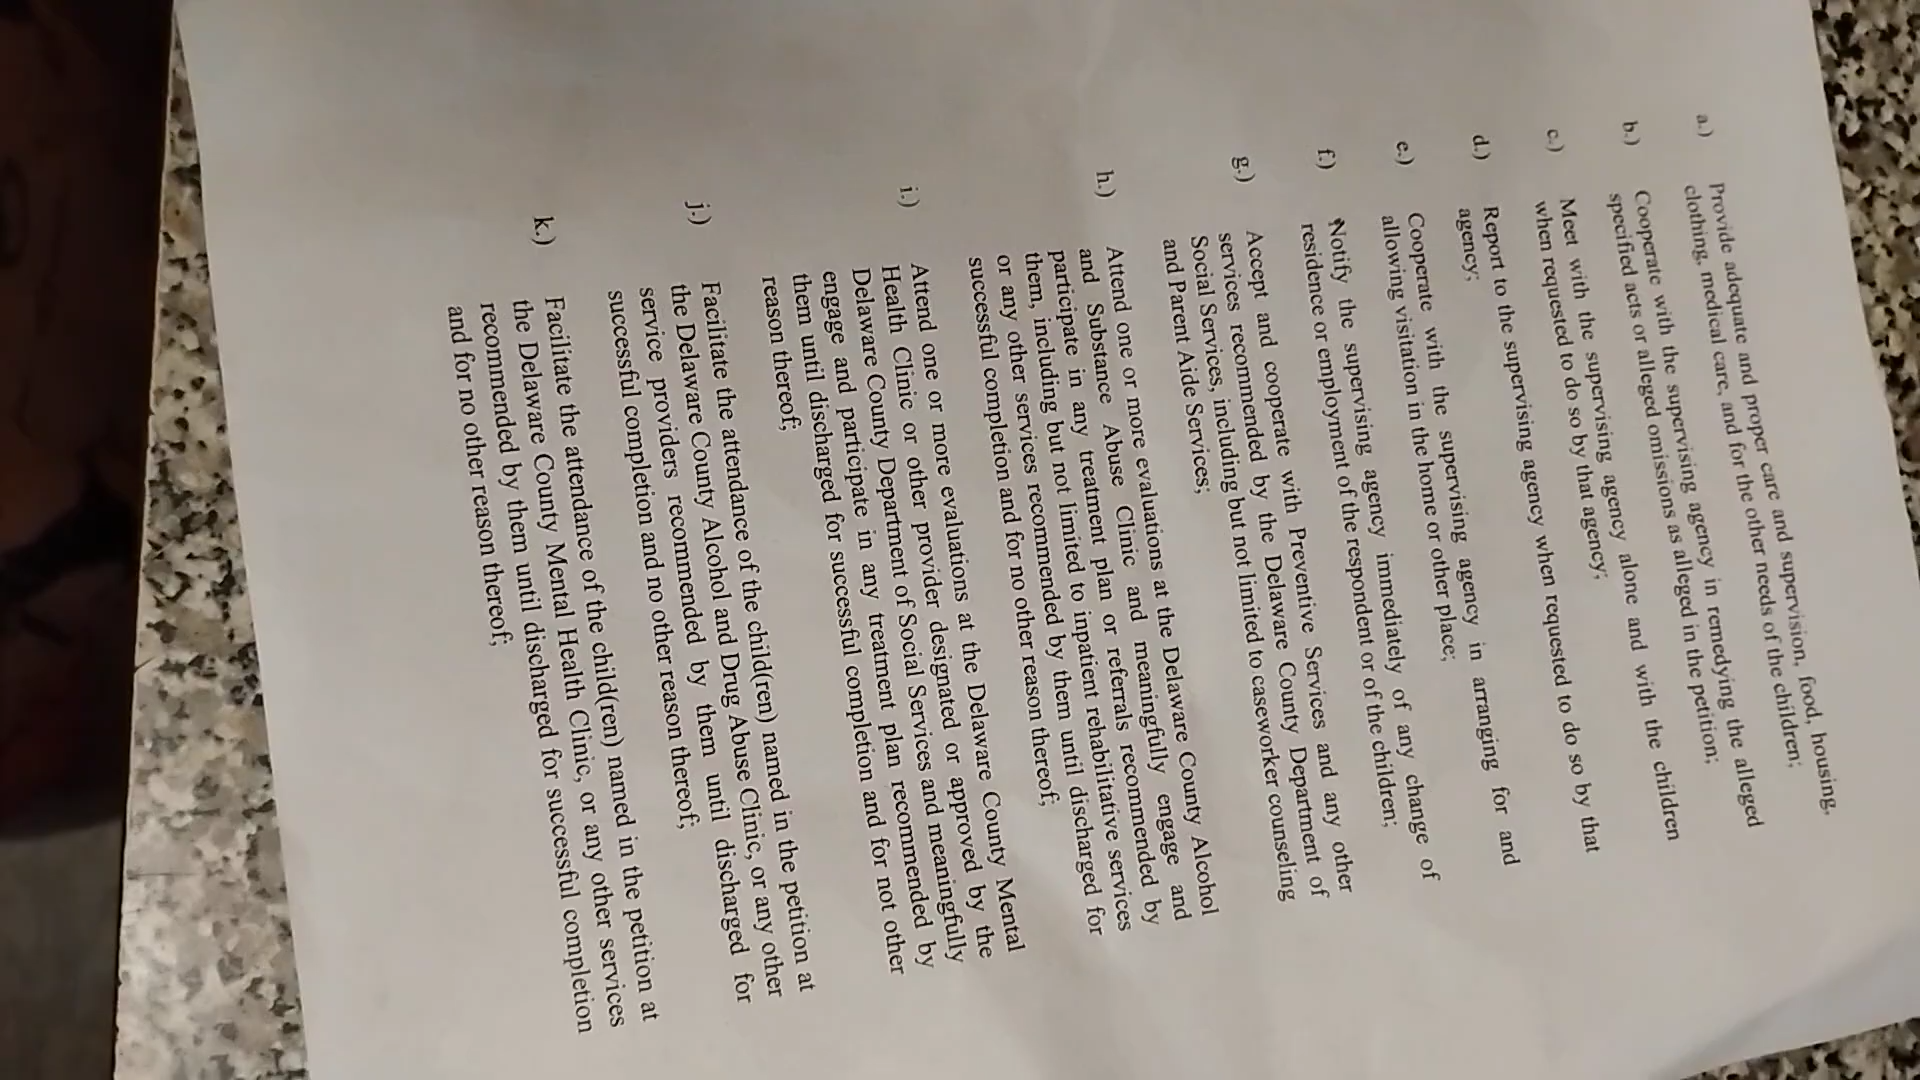 a.) Provide adequate and proper care and supervision, food, housing,
clothing, medical care, and for the other needs of the children;
b.) Cooperate with the supervising agency in remedying the alleged
specified acts or alleged omissions as alleged in the petition;
c.) Meet with the supervising agency alone and with the children
when requested to do so by that agency;
d.) Report to the supervising agency when requested to do so by that
agency;
e.) Cooperate with the supervising agency in arranging for and
allowing visitation in the home or other place;
f.) Notify the supervising agency immediately of any change of
residence or employment of the respondent or of the children;
g.) Accept and cooperate with Preventive Services and any other
services recommended by the Delaware County Department of
Social Services, including but not limited to caseworker counseling
and Parent Aide Services;
h.) Attend one or more evaluations at the Delaware County Alcohol
and Substance Abuse Clinic and meaningfully engage and
participate in any treatment plan or referrals recommended by
them, including but not limited to inpatient rehabilitative services
or any other services recommended by them until discharged for
successful completion and for no other reason thereof;
i.) Attend one or more evaluations at the Delaware County Mental
Health Clinic or other provider designated or approved by the
Delaware County Department of Social Services and meaningfully
engage and participate in any treatment plan recommended by
them until discharged for successful completion and for not other
reason thereof;
j.) Facilitate the attendance of the child(ren) named in the petition at
the Delaware County Alcohol and Drug Abuse Clinic, or any other
service providers recommended by them until discharged for
successful completion and no other reason thereof;
k.) Facilitate the attendance of the child(ren) named in the petition at
the Delaware County Mental Health Clinic, or any other services
recommended by them until discharged for successful completion
and for no other reason thereof;